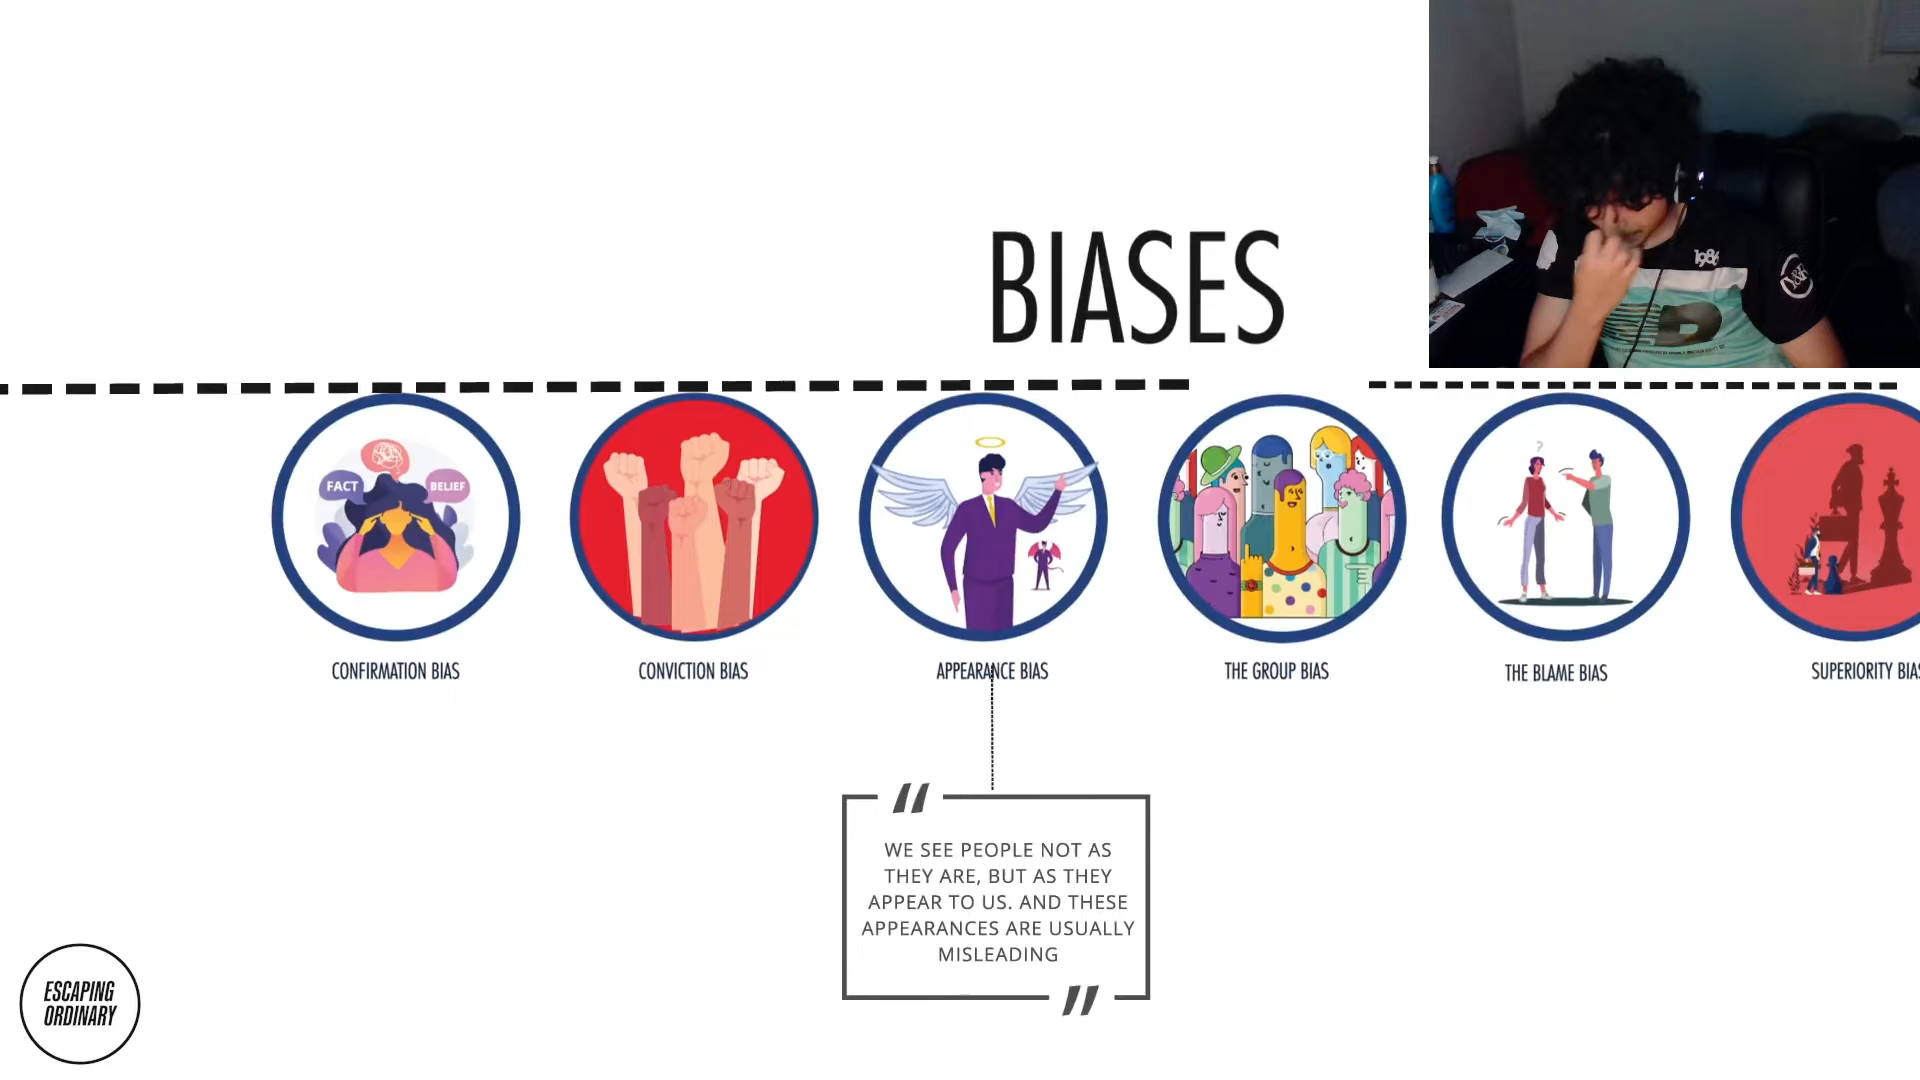 BIASES
1986
FACT
BELIEF
CONFIRMATION BIAS
CONVICTION BIAS
APPEARANCE BIAS
THE GROUP BIAS
THE BLAME BIAS
SUPERIORITY BIAS
“
WE SEE PEOPLE NOT AS
THEY ARE, BUT AS THEY
APPEAR TO US. AND THESE
APPEARANCES ARE USUALLY
MISLEADING
”
ESCAPING
ORDINARY